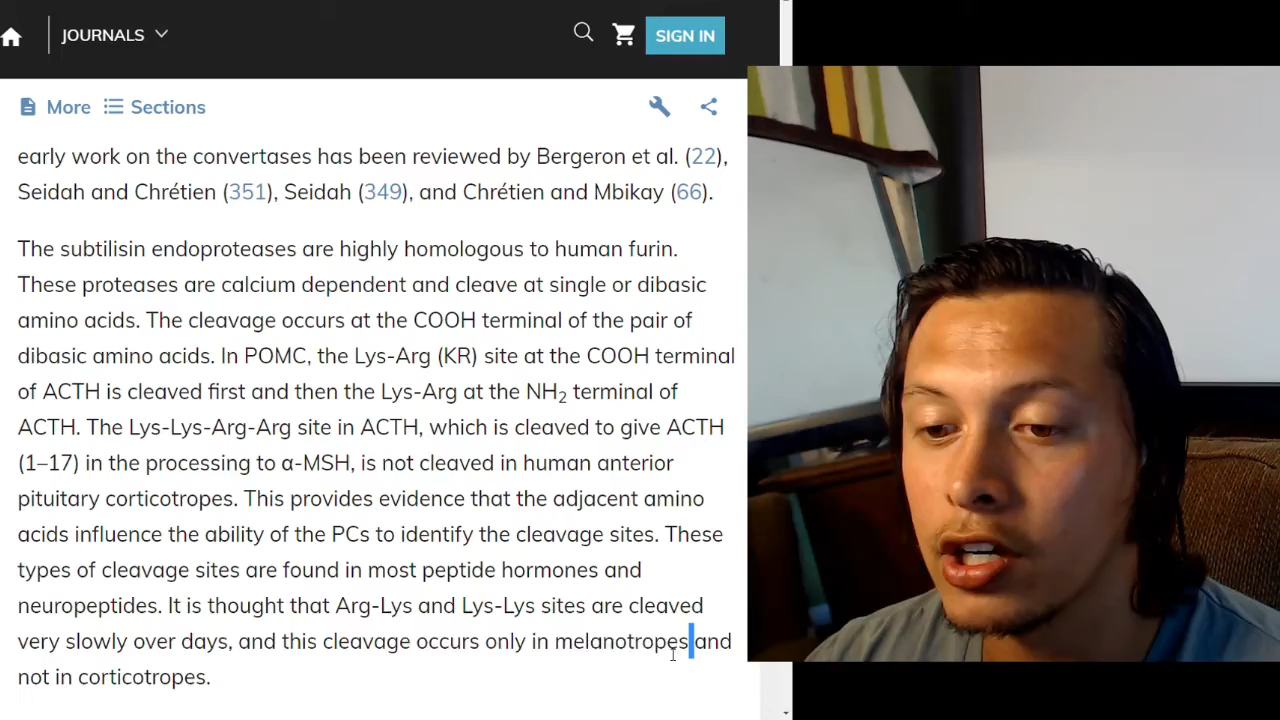 JOURNALS
SIGN IN
More Sections
early work on the convertases has been reviewed by Bergeron et al. (22),
Seidah and Chrétien (351), Seidah (349), and Chrétien and Mbikay (66).
The subtilisin endoproteases are highly homologous to human furin.
These proteases are calcium dependent and cleave at single or dibasic
amino acids. The cleavage occurs at the COOH terminal of the pair of
dibasic amino acids. In POMC, the Lys-Arg (KR) site at the COOH terminal
of ACTH is cleaved first and then the Lys-Arg at the NH₂ terminal of
ACTH. The Lys-Lys-Arg-Arg site in ACTH, which is cleaved to give ACTH
(1–17) in the processing to α-MSH, is not cleaved in human anterior
pituitary corticotropes. This provides evidence that the adjacent amino
acids influence the ability of the PCs to identify the cleavage sites. These
types of cleavage sites are found in most peptide hormones and
neuropeptides. It is thought that Arg-Lys and Lys-Lys sites are cleaved
very slowly over days, and this cleavage occurs only in melanotropes and
not in corticotropes.